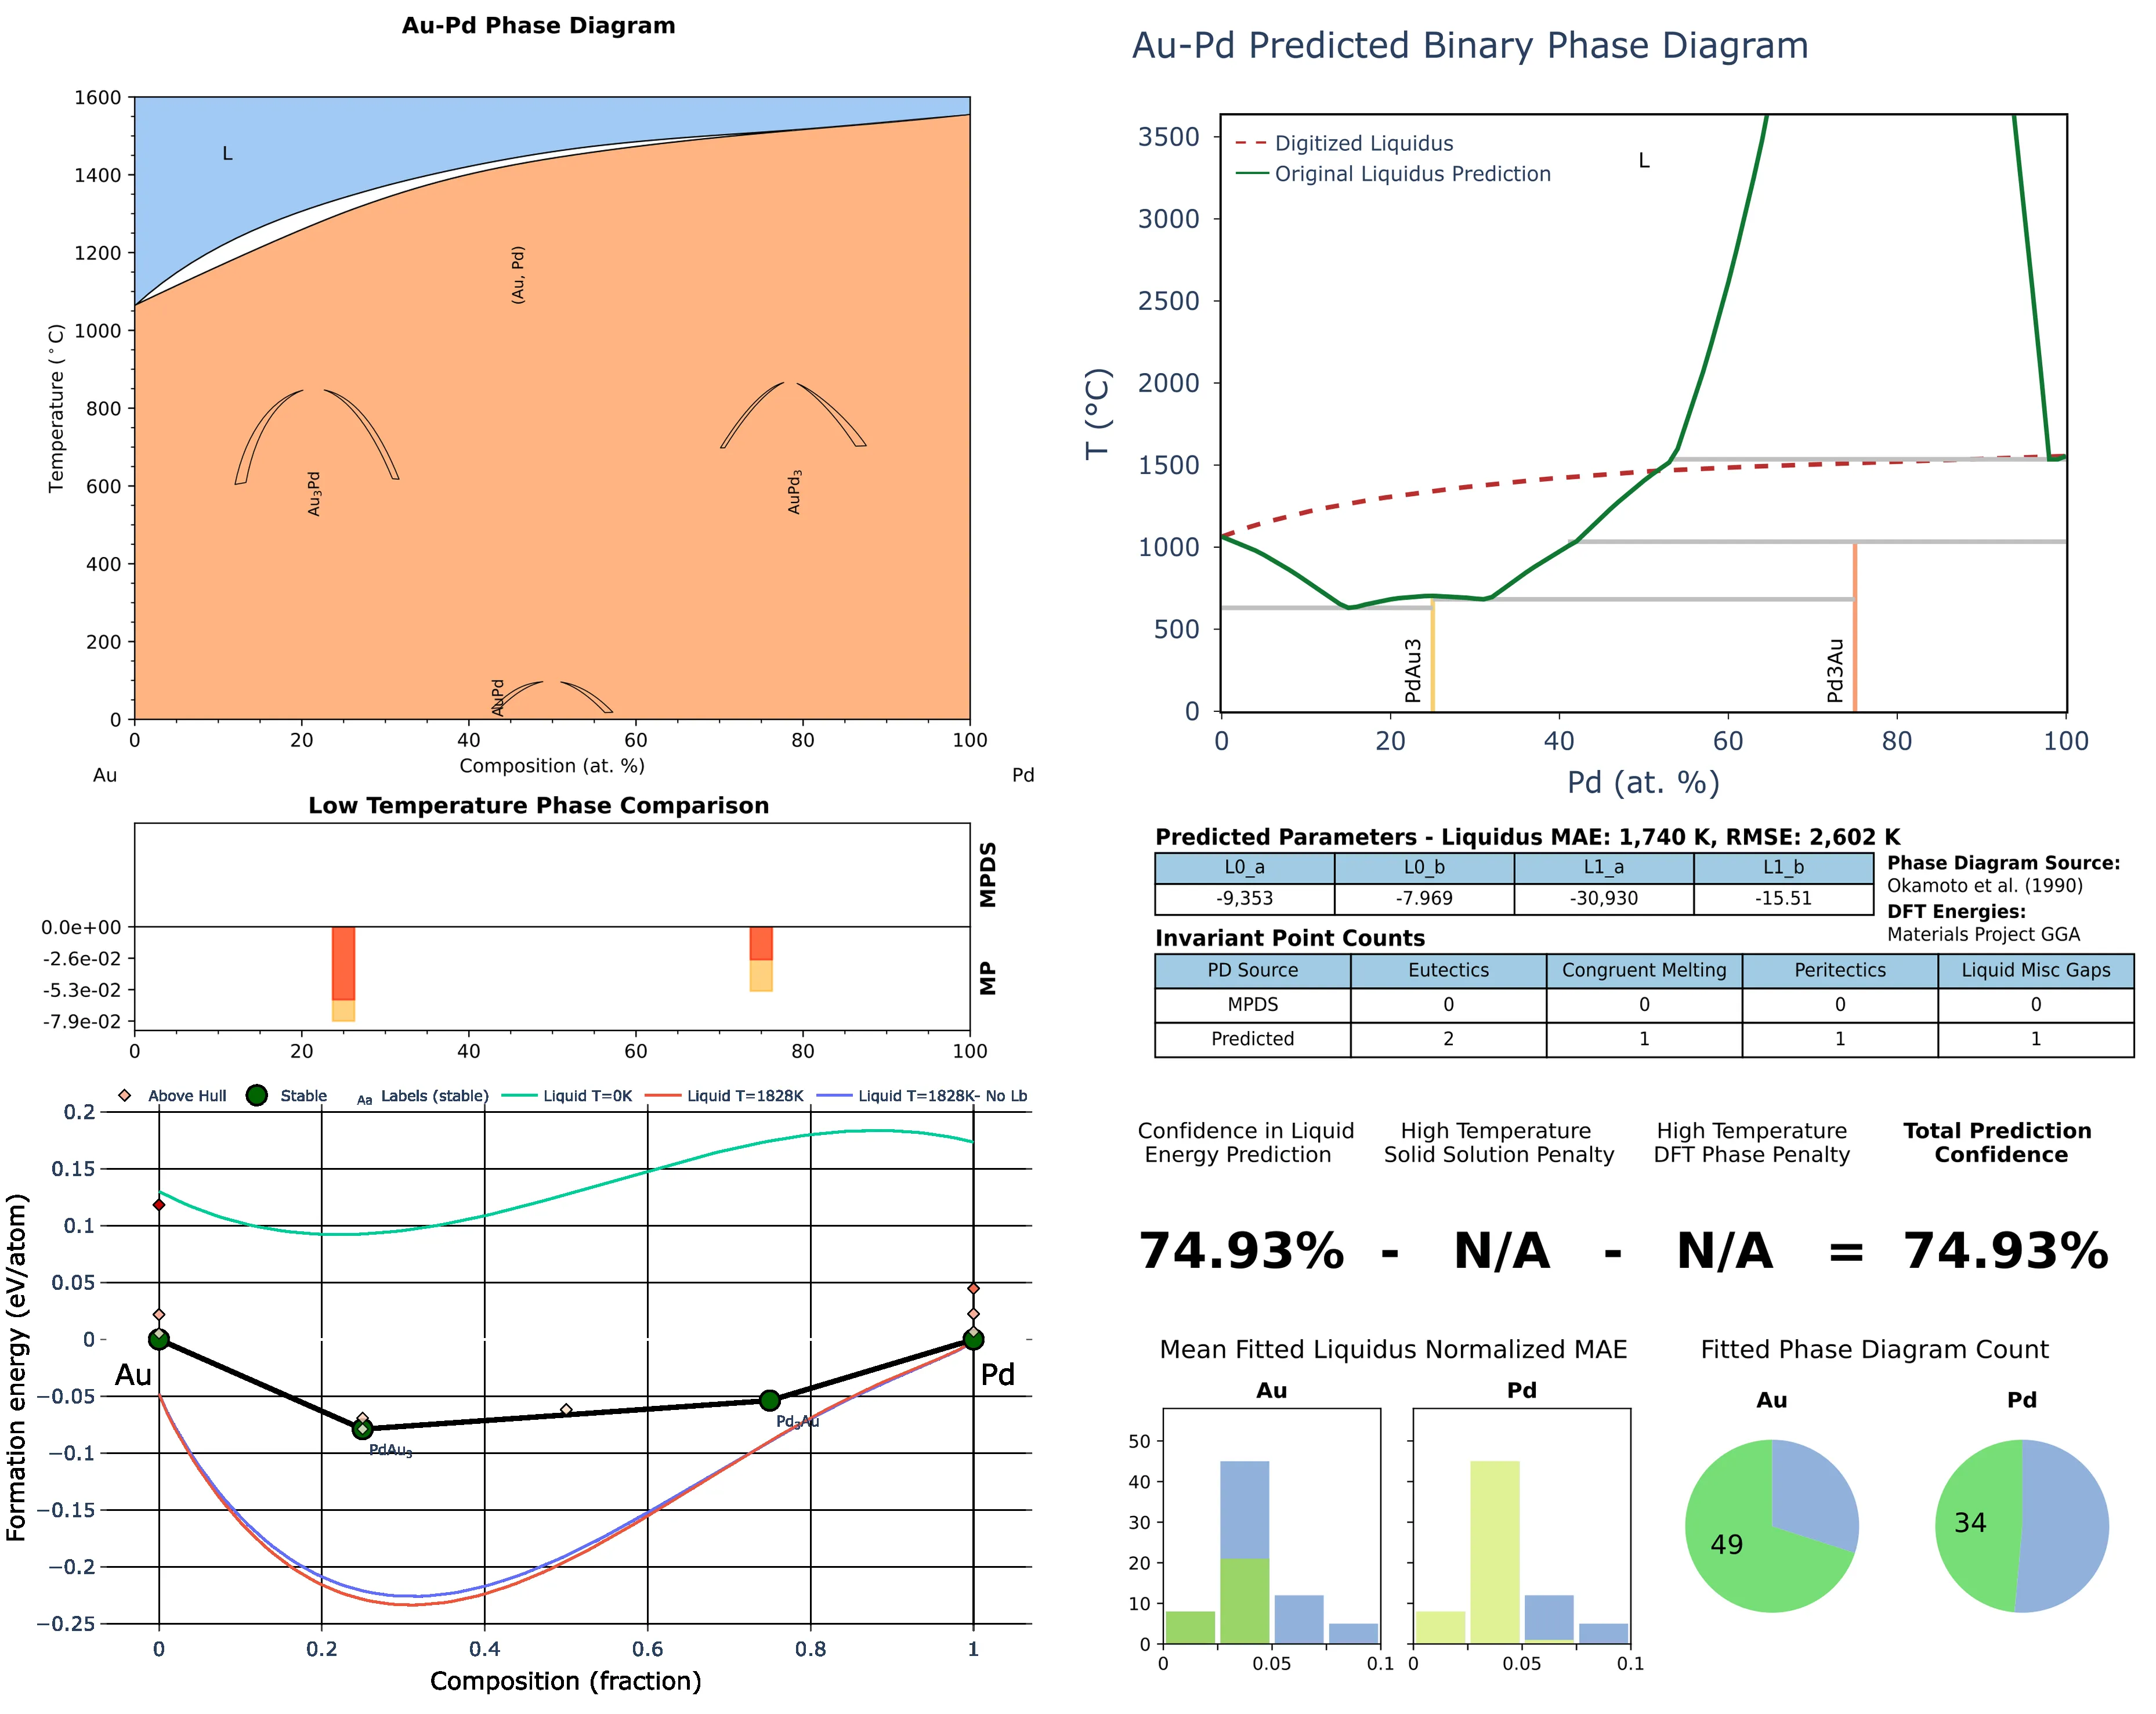 Au-Pd Phase Diagram
1600
1400
1200
1000
800
600
400
200
0
Temperature (°C)
L
(Au, Pd)
Au₃Pd
AuPd₃
AuPd
0 20 40 60 80 100
Composition (at. %)
Au Pd
Low Temperature Phase Comparison
0.0e+00
-2.6e-02
-5.3e-02
-7.9e-02
MPDS
MP
0 20 40 60 80 100
Above Hull Stable Aa Labels (stable) Liquid T=0K Liquid T=1828K Liquid T=1828K- No Lb
0.2
0.15
0.1
0.05
0
−0.05
−0.1
−0.15
−0.2
−0.25
Formation energy (eV/atom)
Au
Pd
PdAu₃
Pd₃Au
0 0.2 0.4 0.6 0.8 1
Composition (fraction)
Au-Pd Predicted Binary Phase Diagram
3500
3000
2500
2000
1500
1000
500
0
T (°C)
Digitized Liquidus
Original Liquidus Prediction
L
PdAu3
Pd3Au
0 20 40 60 80 100
Pd (at. %)
Predicted Parameters - Liquidus MAE: 1,740 K, RMSE: 2,602 K
L0_a L0_b L1_a L1_b
-9,353 -7.969 -30,930 -15.51
Phase Diagram Source:
Okamoto et al. (1990)
DFT Energies:
Materials Project GGA
Invariant Point Counts
PD Source Eutectics Congruent Melting Peritectics Liquid Misc Gaps
MPDS 0 0 0 0
Predicted 2 1 1 1
Confidence in Liquid
Energy Prediction
High Temperature
Solid Solution Penalty
High Temperature
DFT Phase Penalty
Total Prediction
Confidence
74.93% - N/A - N/A = 74.93%
Mean Fitted Liquidus Normalized MAE
Au
Pd
50
40
30
20
10
0
0 0.05 0.1
0 0.05 0.1
Fitted Phase Diagram Count
Au
Pd
49
34